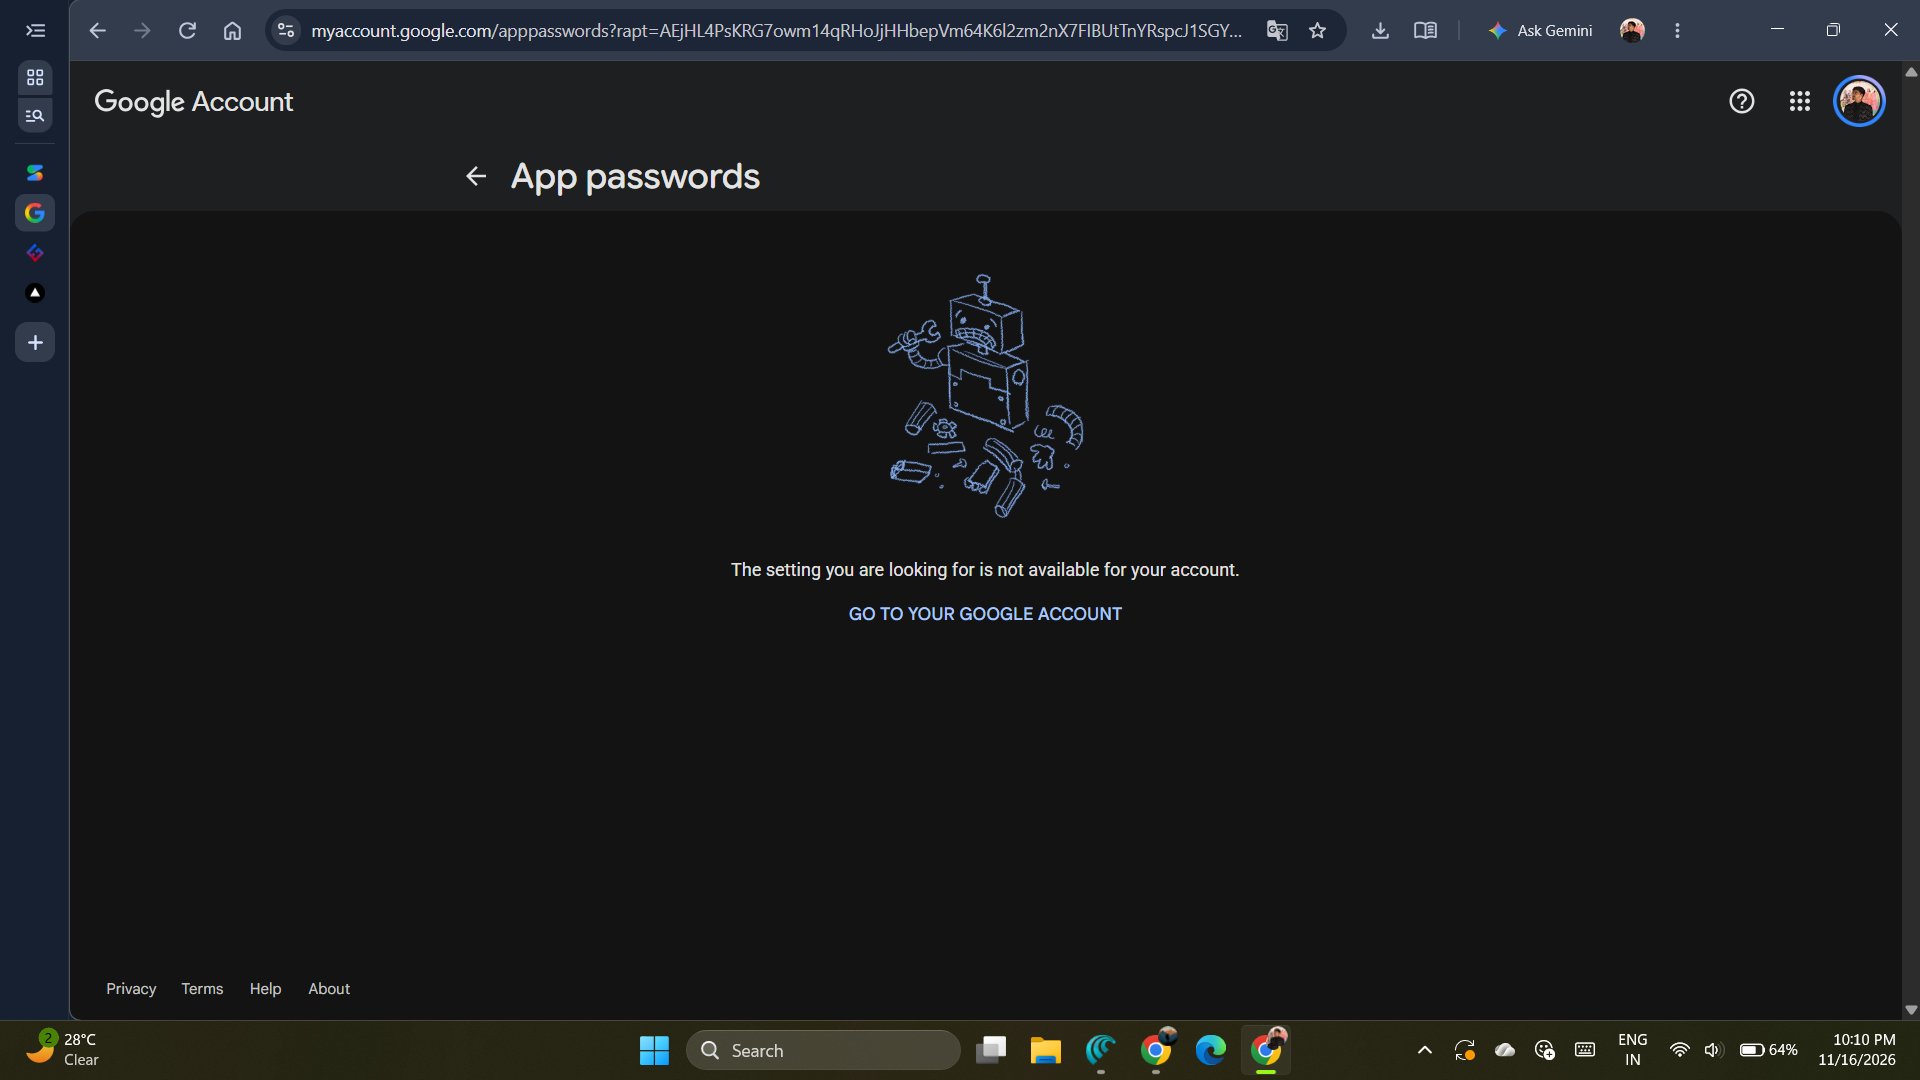 myaccount.google.com/apppasswords?rapt=AEjHL4PsKRG7owm14qRHoJjHHbepVm64K6l2zm2nX7FIBUtTnYRspcJ1SGY...
Ask Gemini
Google Account
App passwords
The setting you are looking for is not available for your account.
GO TO YOUR GOOGLE ACCOUNT
Privacy Terms Help About
2
28°C
Clear
Search
ENG
IN
64%
10:10 PM
11/16/2026